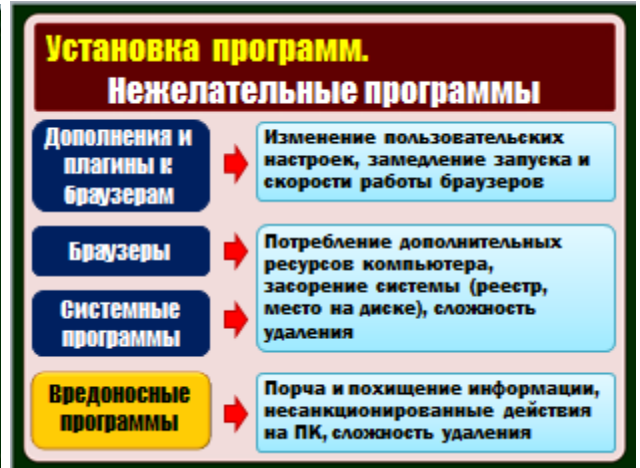 Установка программ.
Нежелательные программы
Дополнения и
плагины к
браузерам
Изменение пользовательских
настроек, замедление запуска и
скорости работы браузеров
Браузеры
Системные
программы
Потребление дополнительных
ресурсов компьютера,
засорение системы (реестр,
место на диске), сложность
удаления
Вредоносные
программы
Порча и похищение информации,
несанкционированные действия
на ПК, сложность удаления